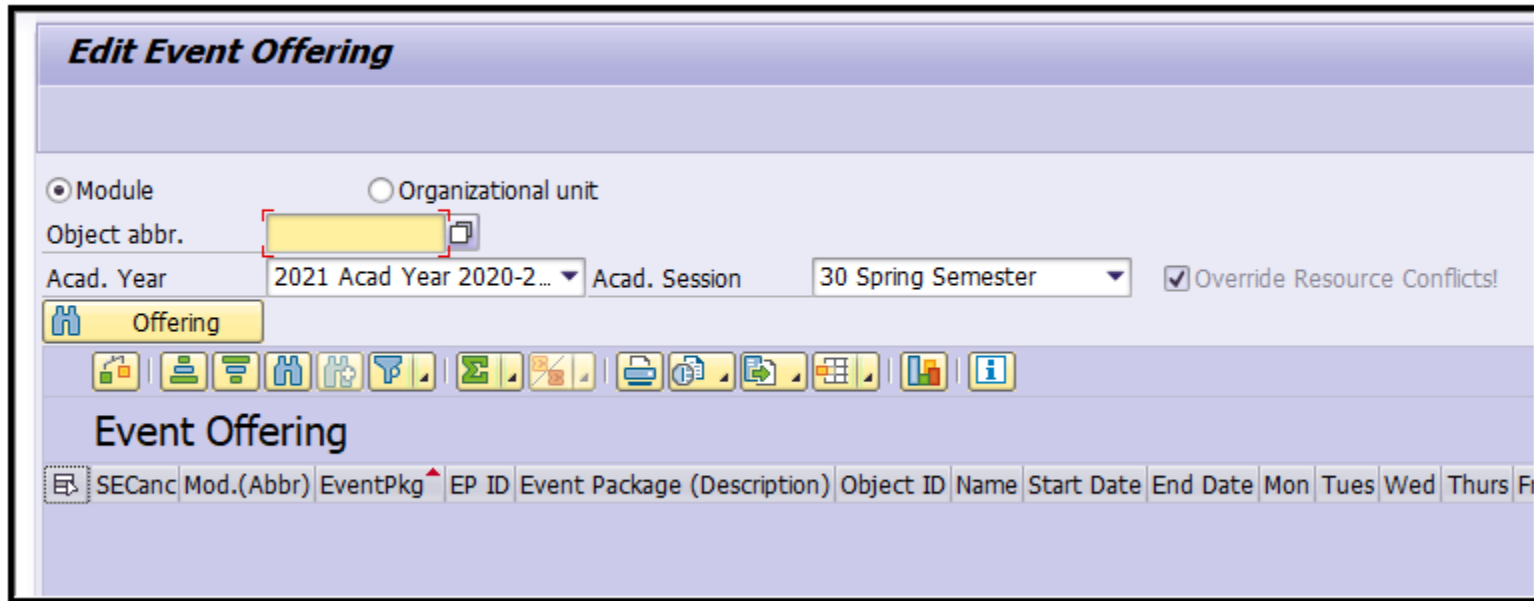 Edit Event Offering
Module Organizational unit
Object abbr.
Acad. Year 2021 Acad Year 2020-2... Acad. Session 30 Spring Semester Override Resource Conflicts!
Offering
Event Offering
SECanc Mod.(Abbr) EventPkg EP ID Event Package (Description) Object ID Name Start Date End Date Mon Tues Wed Thurs Fr